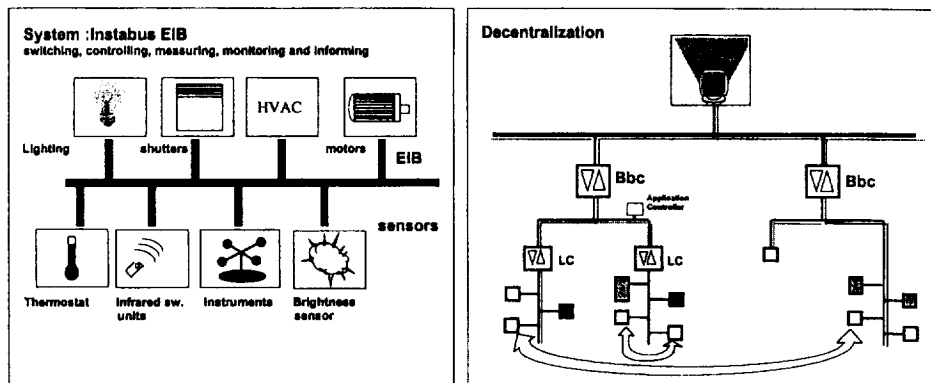 System :Instabus EIB
switching, controlling, measuring, monitoring and informing
HVAC
Lighting
shutters
motors
EIB
sensors
Thermostat
Infrared sw.
units
Instruments
Brightness
sensor
Decentralization
Bbc
Bbc
Application
Controller
LC
LC